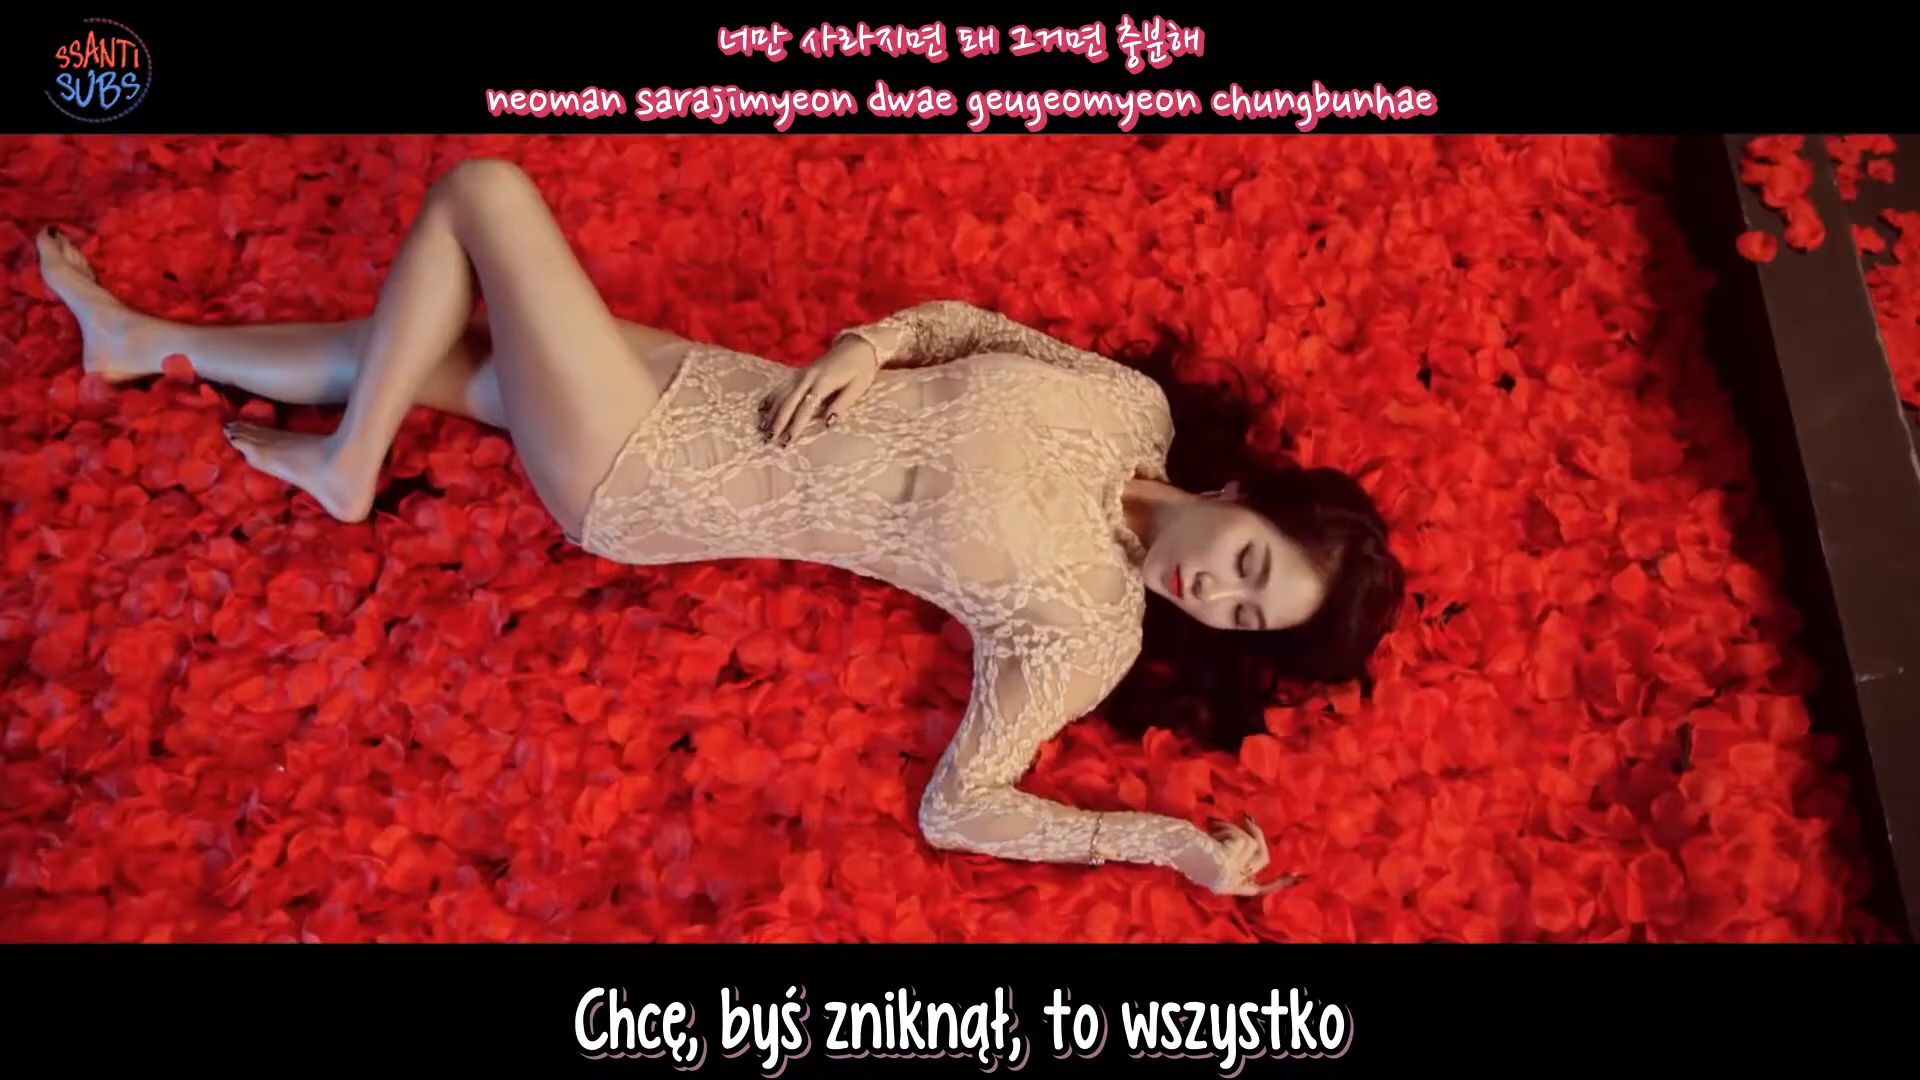 SSANTI
SUBS
너만 사라지면 돼 그거면 충분해
neoman sarajimyeon dwae geugeomyeon chungbunhae
Chcę, byś zniknął, to wszystko